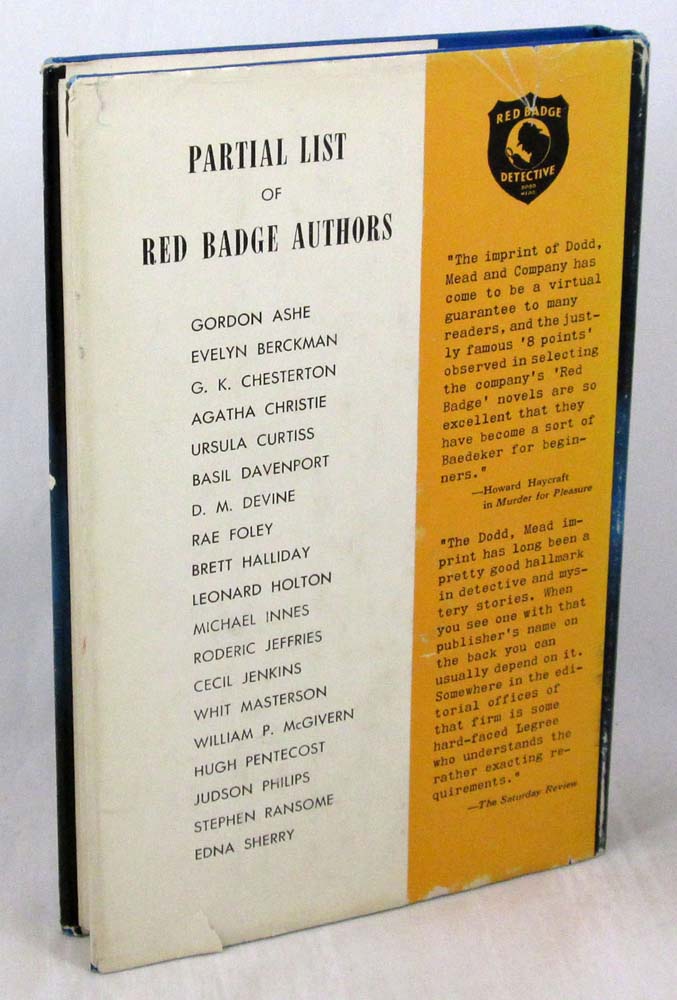 PARTIAL LIST
OF
RED BADGE AUTHORS
GORDON ASHE
EVELYN BERCKMAN
G. K. CHESTERTON
AGATHA CHRISTIE
URSULA CURTISS
BASIL DAVENPORT
D. M. DEVINE
RAE FOLEY
BRETT HALLIDAY
LEONARD HOLTON
MICHAEL INNES
RODERIC JEFFRIES
CECIL JENKINS
WHIT MASTERSON
WILLIAM P. McGIVERN
HUGH PENTECOST
JUDSON PHILIPS
STEPHEN RANSOME
EDNA SHERRY
RED BADGE
DETECTIVE
DODD
MEAD
"The imprint of Dodd,
Mead and Company has
come to be a virtual
guarantee to many
readers, and the just-
ly famous '8 points'
observed in selecting
the company's 'Red
Badge' novels are so
excellent that they
have become a sort of
Baedeker for begin-
ners."
—Howard Haycraft
in Murder for Pleasure
"The Dodd, Mead im-
print has long been a
pretty good hallmark
in detective and mys-
tery stories. When
you see one with that
publisher's name on
the back you can
usually depend on it.
Somewhere in the edi-
torial offices of
that firm is some
hard-faced Legree
who understands the
rather exacting re-
quirements."
—The Saturday Review